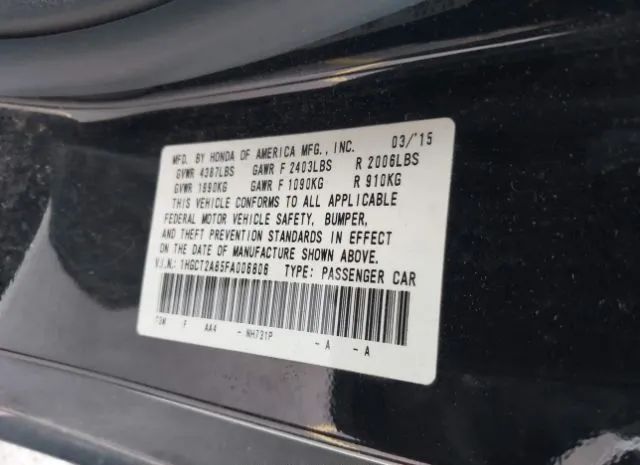 MFD. BY HONDA OF AMERICA MFG., INC. 03/'15
GVWR 4387LBS GAWR F 2403LBS R 2006LBS
GVWR 1990KG GAWR F 1090KG R 910KG
THIS VEHICLE CONFORMS TO ALL APPLICABLE
FEDERAL MOTOR VEHICLE SAFETY, BUMPER,
AND THEFT PREVENTION STANDARDS IN EFFECT
ON THE DATE OF MANUFACTURE SHOWN ABOVE.
V.I.N.: 1HGCT2A85FA006806 TYPE: PASSENGER CAR
F AA4 - NH731P - A - A